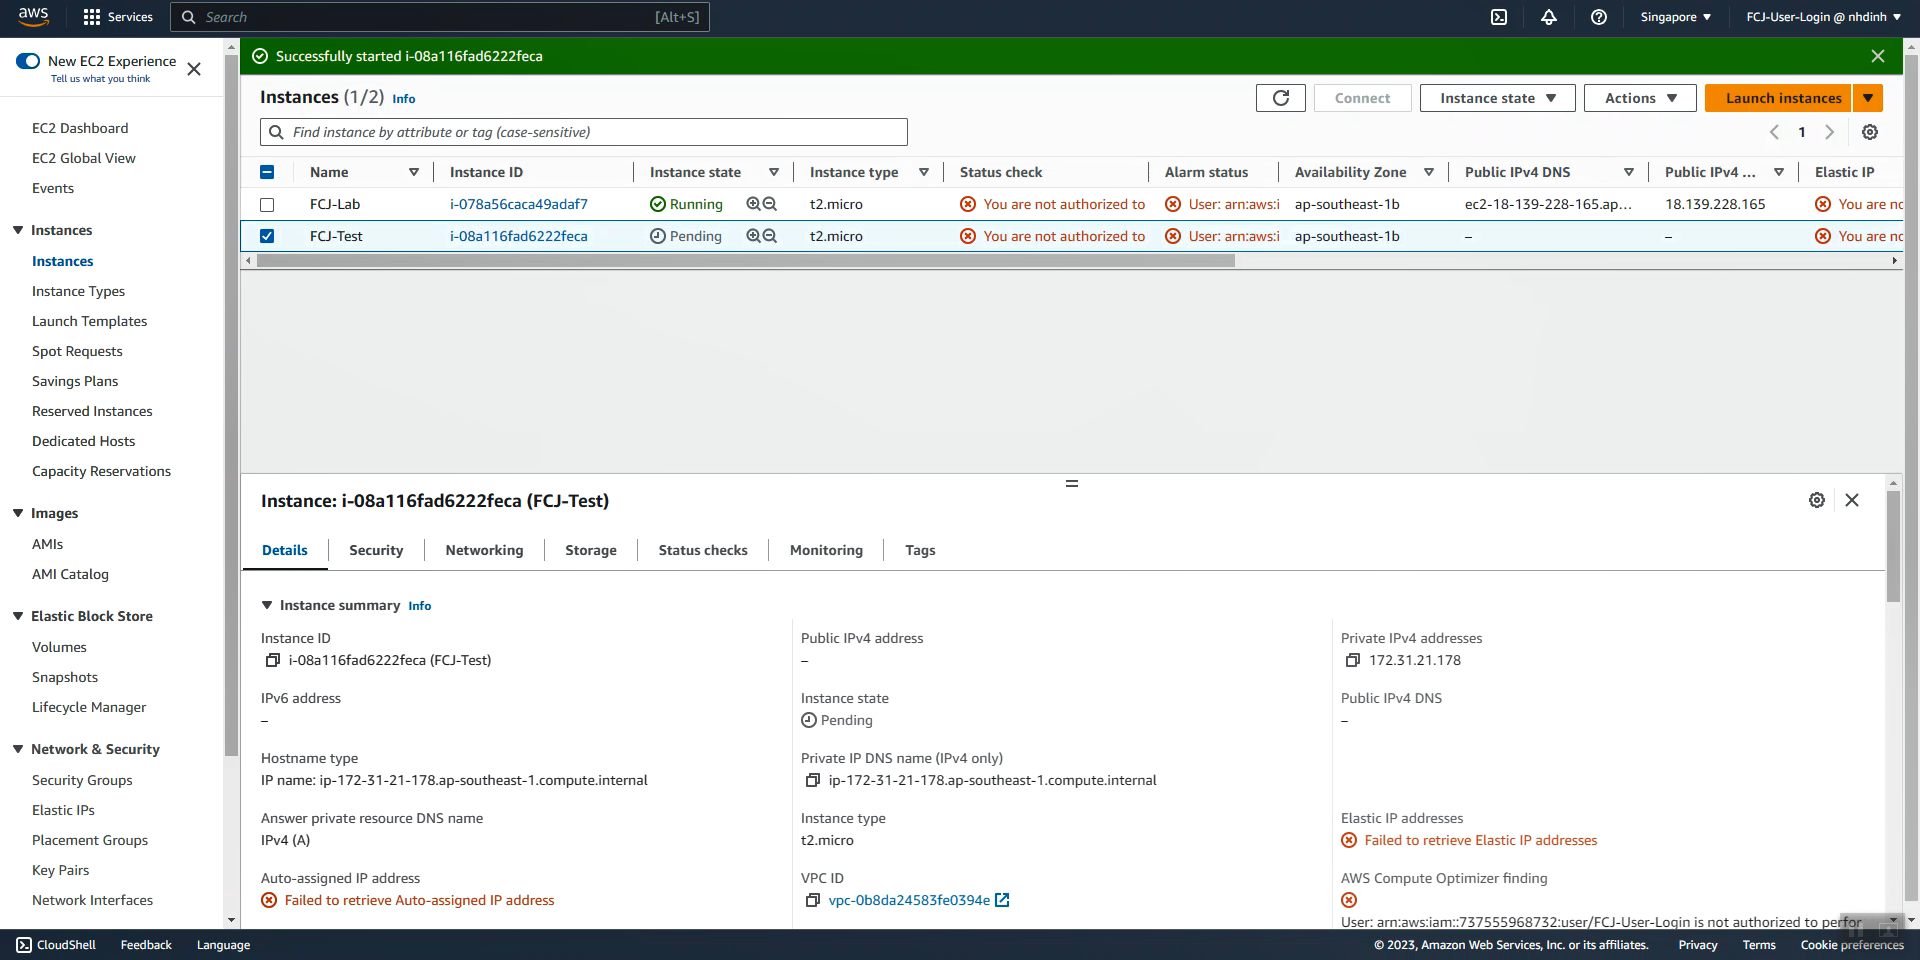 aws
Services
Search
[Alt+S]
Singapore
FCJ-User-Login @ nhdinh
New EC2 Experience
Tell us what you think
EC2 Dashboard
EC2 Global View
Events
Instances
Instances
Instance Types
Launch Templates
Spot Requests
Savings Plans
Reserved Instances
Dedicated Hosts
Capacity Reservations
Images
AMIs
AMI Catalog
Elastic Block Store
Volumes
Snapshots
Lifecycle Manager
Network & Security
Security Groups
Elastic IPs
Placement Groups
Key Pairs
Network Interfaces
Successfully started i-08a116fad6222feca
Instances (1/2) Info
Connect
Instance state
Actions
Launch instances
Find instance by attribute or tag (case-sensitive)
1
Name Instance ID Instance state Instance type Status check Alarm status Availability Zone Public IPv4 DNS Public IPv4 ... Elastic IP
FCJ-Lab i-078a56caca49adaf7 Running t2.micro You are not authorized to User: arn:aws:i ap-southeast-1b ec2-18-139-228-165.ap... 18.139.228.165 You are no
FCJ-Test i-08a116fad6222feca Pending t2.micro You are not authorized to User: arn:aws:i ap-southeast-1b – – You are no
Instance: i-08a116fad6222feca (FCJ-Test)
Details Security Networking Storage Status checks Monitoring Tags
Instance summary Info
Instance ID
i-08a116fad6222feca (FCJ-Test)
Public IPv4 address
–
Private IPv4 addresses
172.31.21.178
IPv6 address
–
Instance state
Pending
Public IPv4 DNS
–
Hostname type
IP name: ip-172-31-21-178.ap-southeast-1.compute.internal
Private IP DNS name (IPv4 only)
ip-172-31-21-178.ap-southeast-1.compute.internal
Answer private resource DNS name
IPv4 (A)
Instance type
t2.micro
Elastic IP addresses
Failed to retrieve Elastic IP addresses
Auto-assigned IP address
Failed to retrieve Auto-assigned IP address
VPC ID
vpc-0b8da24583fe0394e
AWS Compute Optimizer finding
User: arn:aws:iam::737555968732:user/FCJ-User-Login is not authorized to perfor
CloudShell
Feedback
Language
© 2023, Amazon Web Services, Inc. or its affiliates.
Privacy
Terms
Cookie preferences